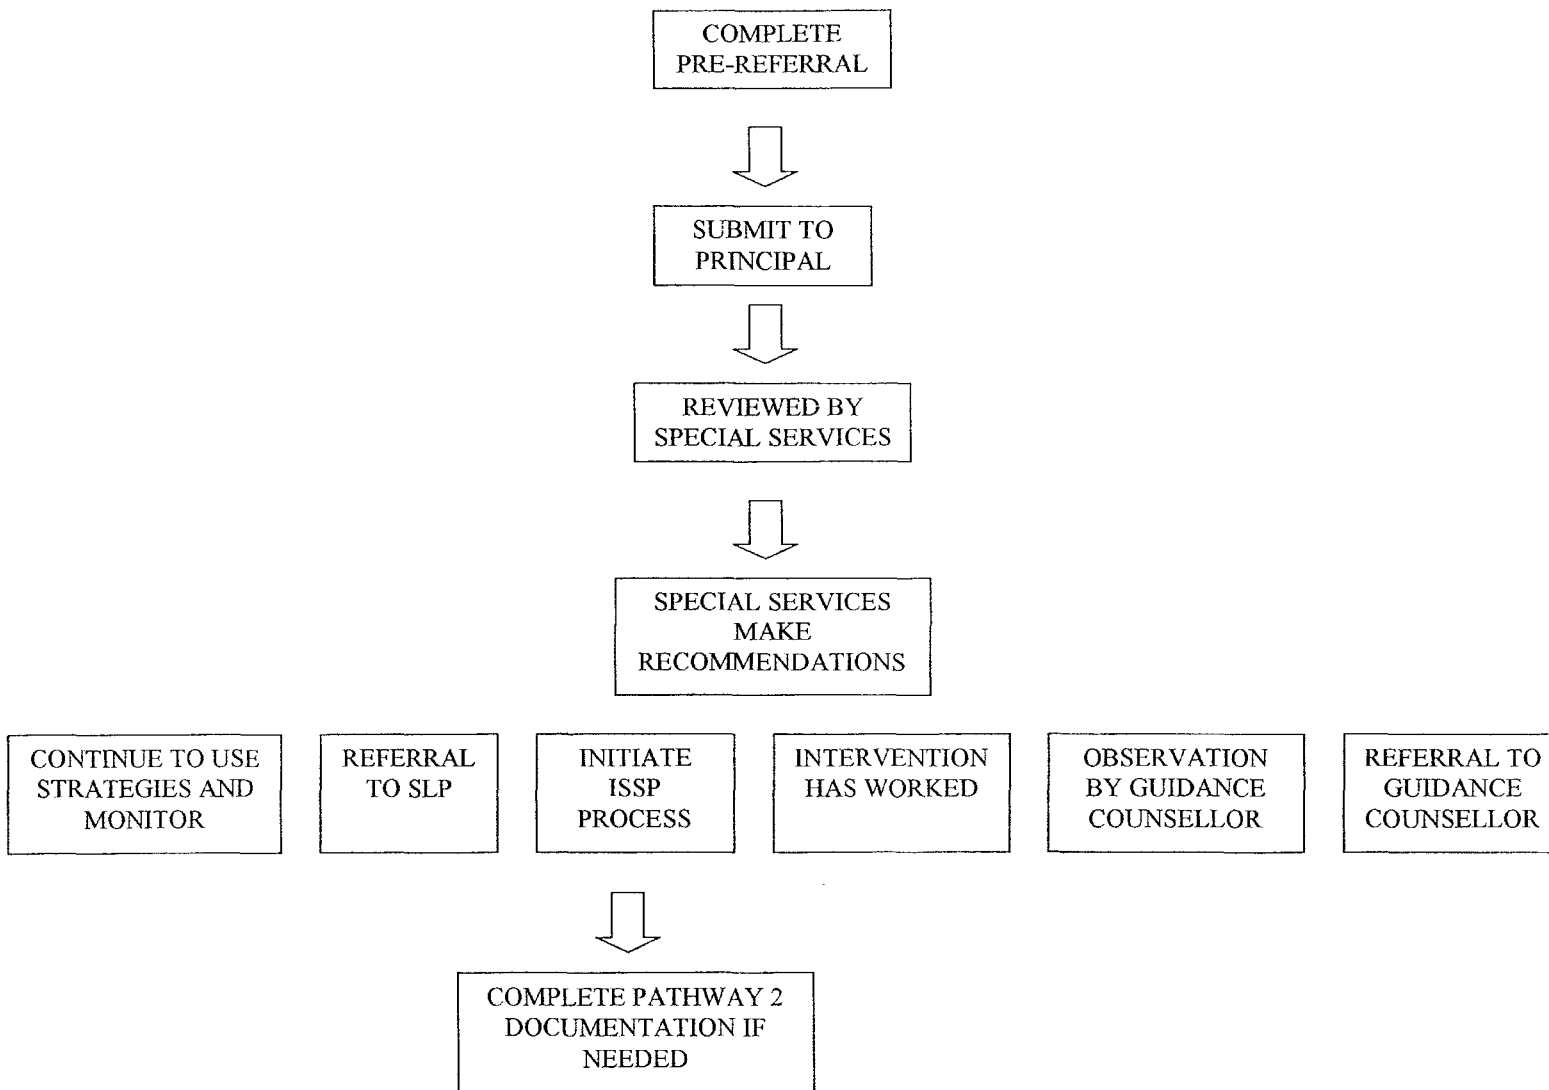 COMPLETE
PRE-REFERRAL
SUBMIT TO
PRINCIPAL
REVIEWED BY
SPECIAL SERVICES
SPECIAL SERVICES
MAKE
RECOMMENDATIONS
CONTINUE TO USE
STRATEGIES AND
MONITOR
REFERRAL
TO SLP
INITIATE
ISSP
PROCESS
INTERVENTION
HAS WORKED
OBSERVATION
BY GUIDANCE
COUNSELLOR
REFERRAL TO
GUIDANCE
COUNSELLOR
COMPLETE PATHWAY 2
DOCUMENTATION IF
NEEDED